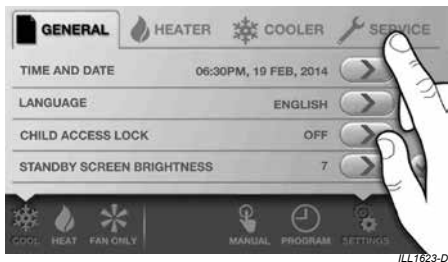 GENERAL HEATER COOLER SERVICE
TIME AND DATE 06:30PM, 19 FEB, 2014
LANGUAGE ENGLISH
CHILD ACCESS LOCK OFF
STANDBY SCREEN BRIGHTNESS 7
COOL HEAT FAN ONLY MANUAL PROGRAM SETTINGS
ILL1623-D